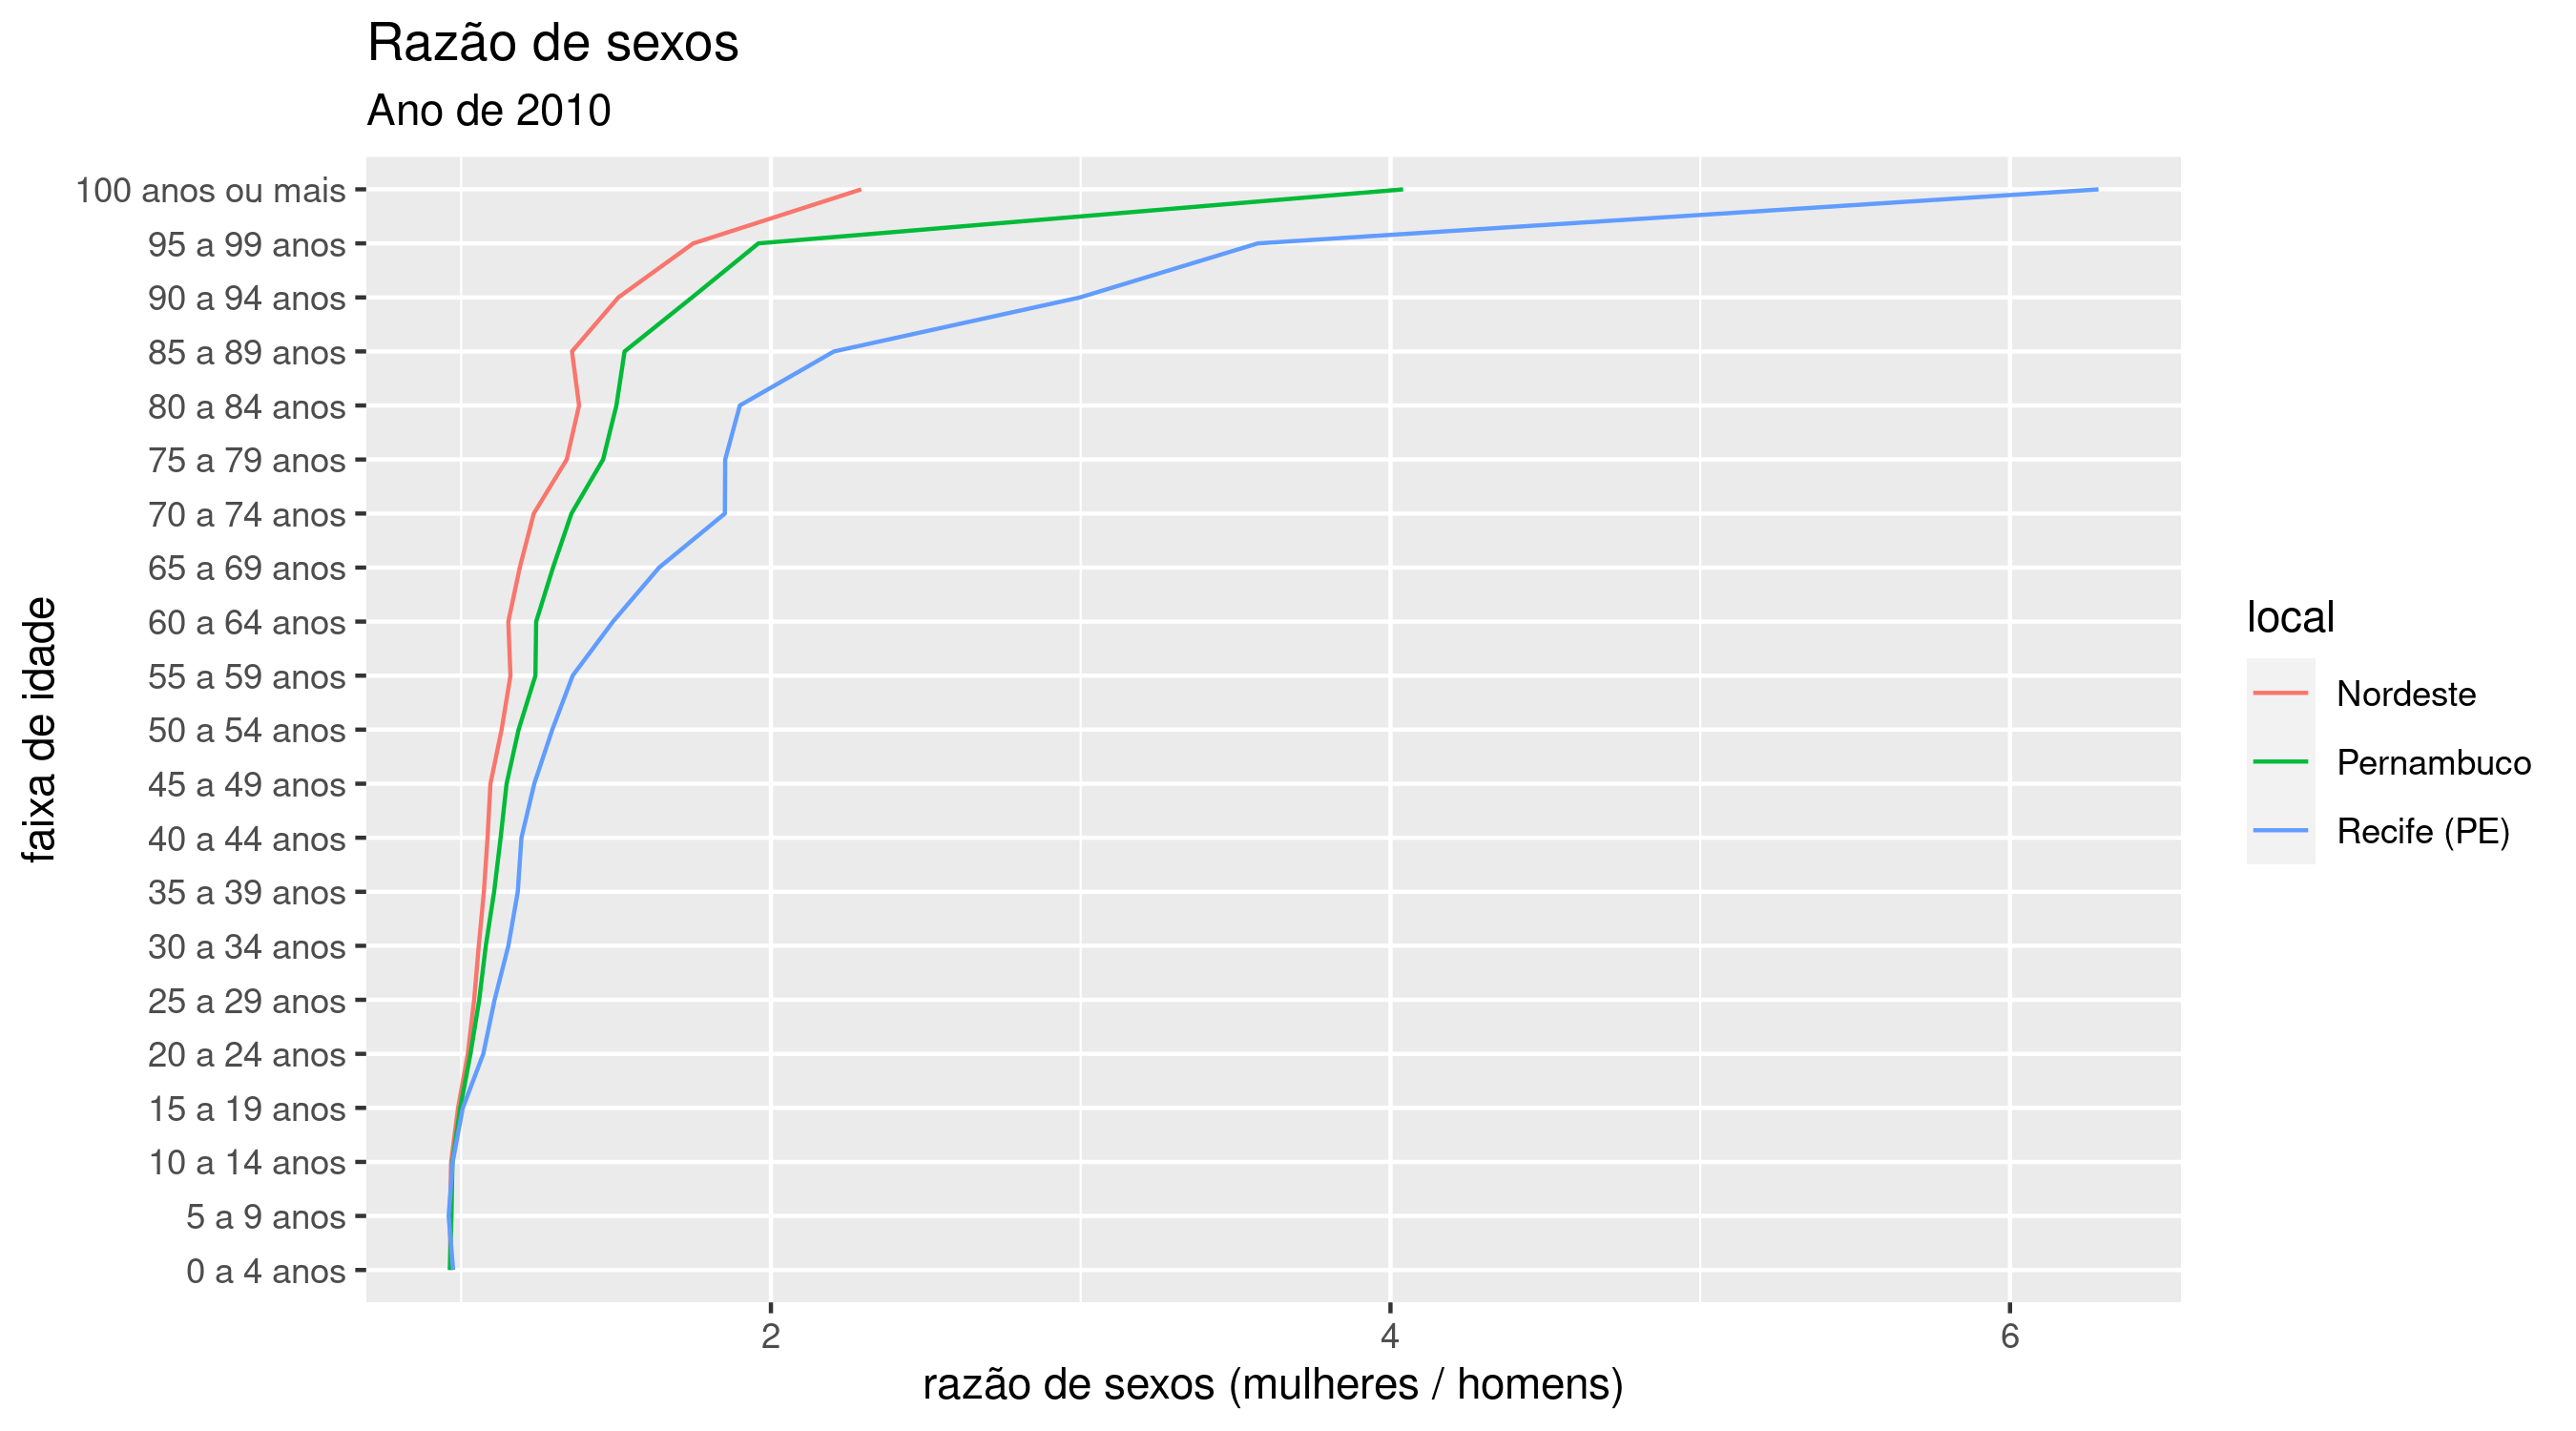 Razão de sexos
Ano de 2010
faixa de idade
100 anos ou mais
95 a 99 anos
90 a 94 anos
85 a 89 anos
80 a 84 anos
75 a 79 anos
70 a 74 anos
65 a 69 anos
60 a 64 anos
55 a 59 anos
50 a 54 anos
45 a 49 anos
40 a 44 anos
35 a 39 anos
30 a 34 anos
25 a 29 anos
20 a 24 anos
15 a 19 anos
10 a 14 anos
5 a 9 anos
0 a 4 anos
2 4 6
razão de sexos (mulheres / homens)
local
Nordeste
Pernambuco
Recife (PE)